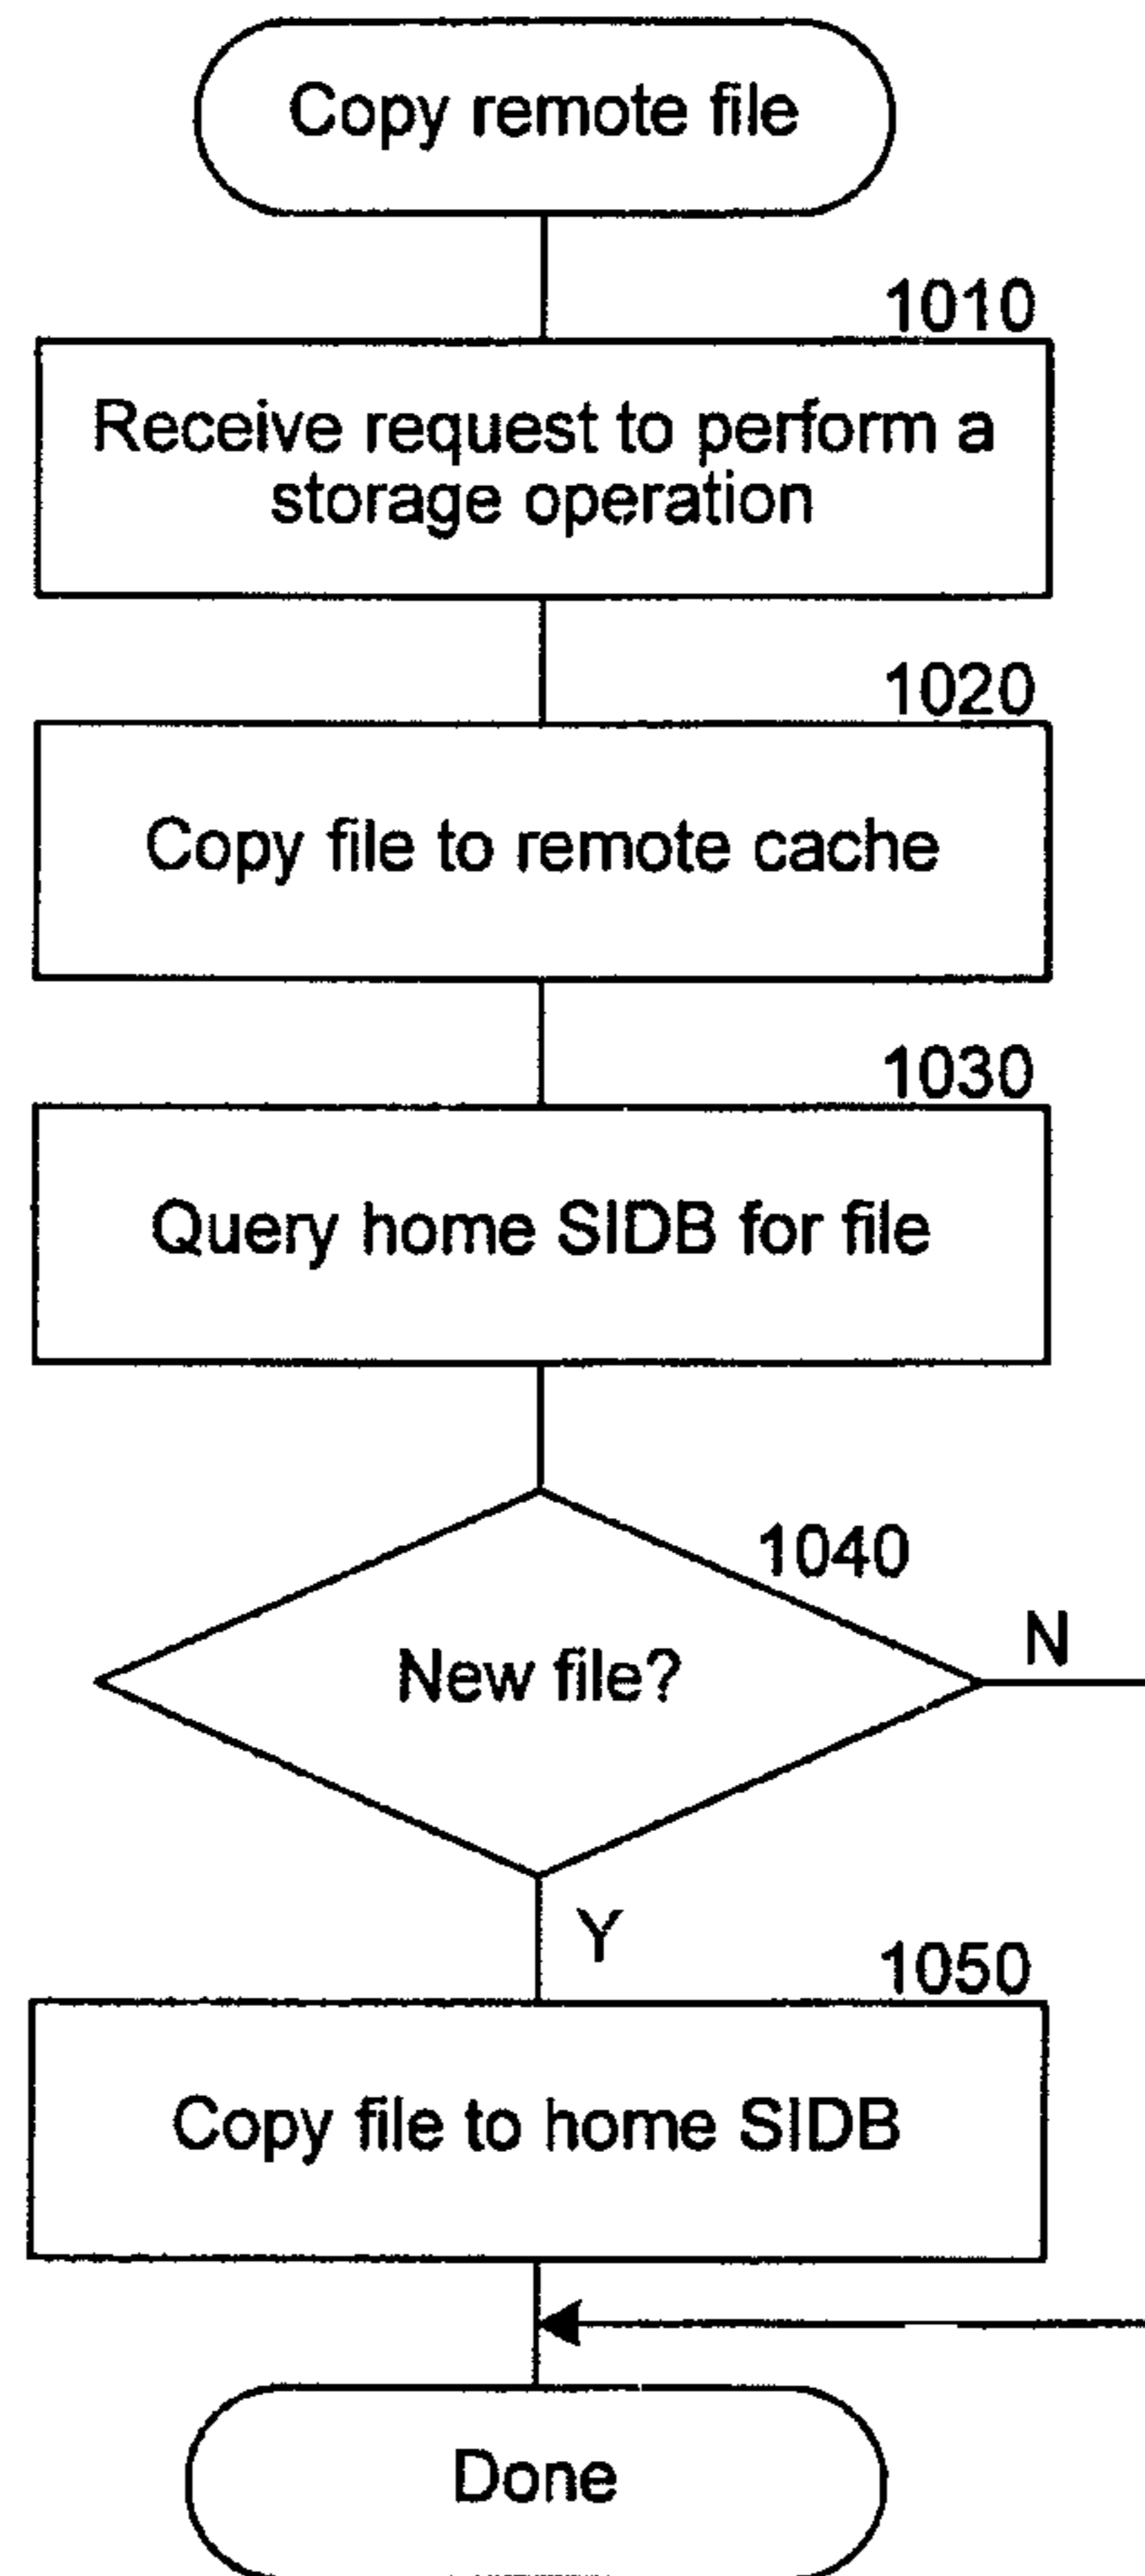 Copy remote file
1010
Receive request to perform a
storage operation
1020
Copy file to remote cache
1030
Query home SIDB for file
1040
New file?
N
Y
1050
Copy file to home SIDB
Done